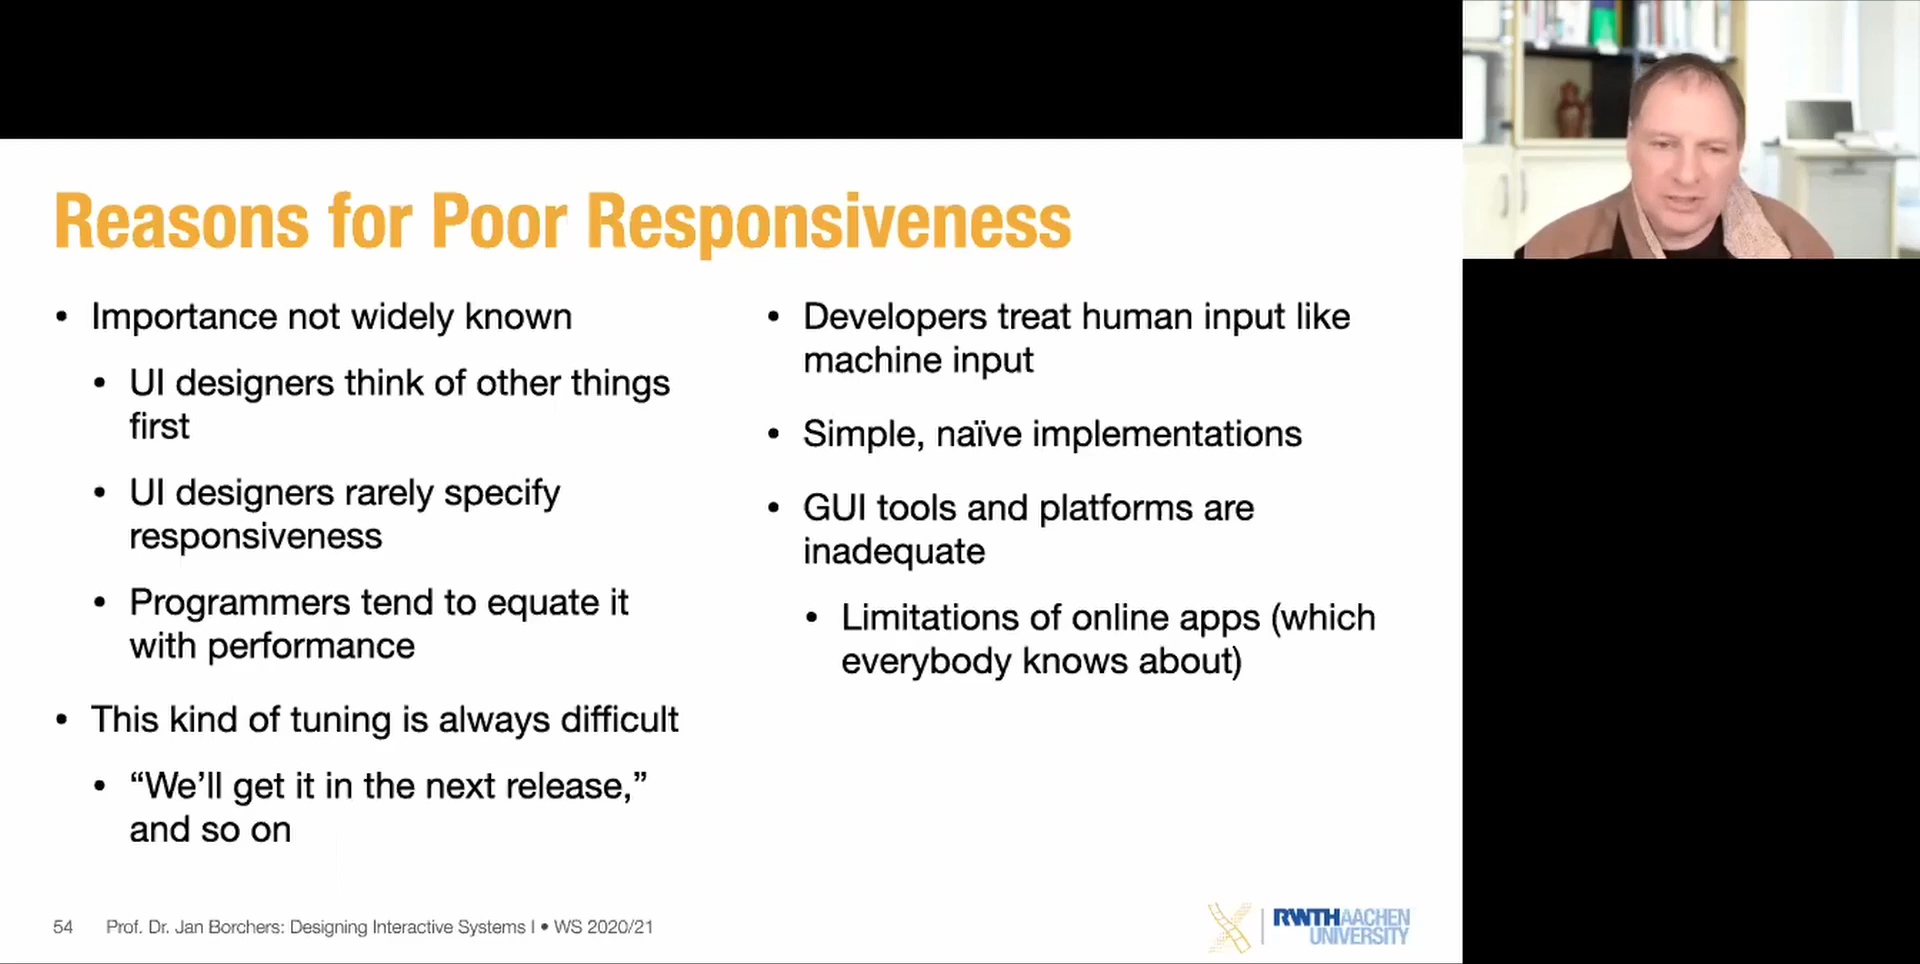 Reasons for Poor Responsiveness
• Importance not widely known
• UI designers think of other things
first
• UI designers rarely specify
responsiveness
• Programmers tend to equate it
with performance
• This kind of tuning is always difficult
• “We’ll get it in the next release,”
and so on
• Developers treat human input like
machine input
• Simple, naïve implementations
• GUI tools and platforms are
inadequate
• Limitations of online apps (which
everybody knows about)
54 Prof. Dr. Jan Borchers: Designing Interactive Systems I • WS 2020/21
RWTHAACHEN
UNIVERSITY